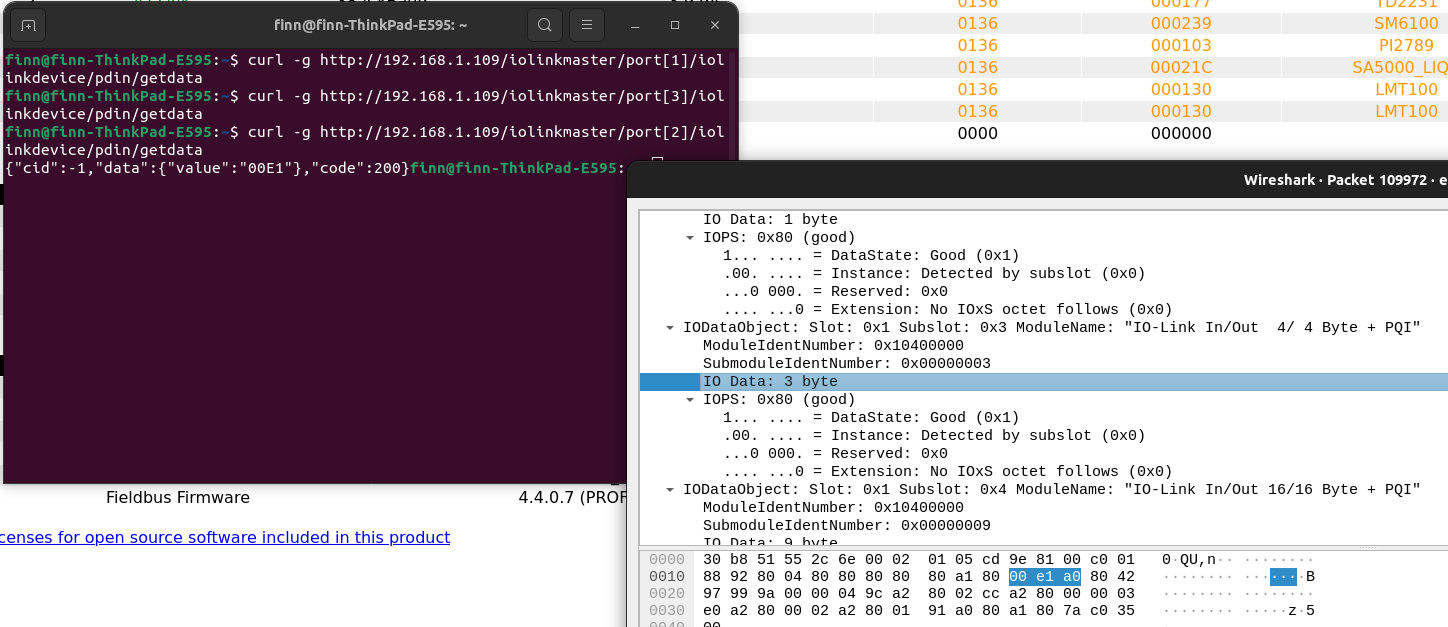 finn@finn-ThinkPad-E595: ~
finn@finn-ThinkPad-E595:~$ curl -g http://192.168.1.109/iolinkmaster/port[1]/iol
inkdevice/pdin/getdata
finn@finn-ThinkPad-E595:~$ curl -g http://192.168.1.109/iolinkmaster/port[3]/iol
inkdevice/pdin/getdata
finn@finn-ThinkPad-E595:~$ curl -g http://192.168.1.109/iolinkmaster/port[2]/iol
inkdevice/pdin/getdata
{"cid":-1,"data":{"value":"00E1"},"code":200}finn@finn-ThinkPad-E595:
0136 000177 TD2231
0136 000239 SM6100
0136 000103 PI2789
0136 00021C SA5000_LIQ
0136 000130 LMT100
0136 000130 LMT100
0000 000000
Wireshark · Packet 109972 · e
IO Data: 1 byte
IOPS: 0x80 (good)
1... .... = DataState: Good (0x1)
.00. .... = Instance: Detected by subslot (0x0)
...0 000. = Reserved: 0x0
.... ...0 = Extension: No IOxS octet follows (0x0)
IODataObject: Slot: 0x1 Subslot: 0x3 ModuleName: "IO-Link In/Out  4/ 4 Byte + PQI"
ModuleIdentNumber: 0x10400000
SubmoduleIdentNumber: 0x00000003
IO Data: 3 byte
IOPS: 0x80 (good)
1... .... = DataState: Good (0x1)
.00. .... = Instance: Detected by subslot (0x0)
...0 000. = Reserved: 0x0
.... ...0 = Extension: No IOxS octet follows (0x0)
IODataObject: Slot: 0x1 Subslot: 0x4 ModuleName: "IO-Link In/Out 16/16 Byte + PQI"
ModuleIdentNumber: 0x10400000
SubmoduleIdentNumber: 0x00000009
IO Data: 9 byte
0000 30 b8 51 55 2c 6e 00 02 01 05 cd 9e 81 00 c0 01 0·QU,n·· ········
0010 88 92 80 04 80 80 80 80 80 a1 80 00 e1 a0 80 42 ········ ·······B
0020 97 99 9a 00 00 04 9c a2 80 02 cc a2 80 00 00 03 ········ ········
0030 e0 a2 80 00 02 a2 80 01 91 a0 80 a1 80 7a c0 35 ········ ·····z·5
0040 00
Fieldbus Firmware 4.4.0.7 (PROF
censes for open source software included in this product